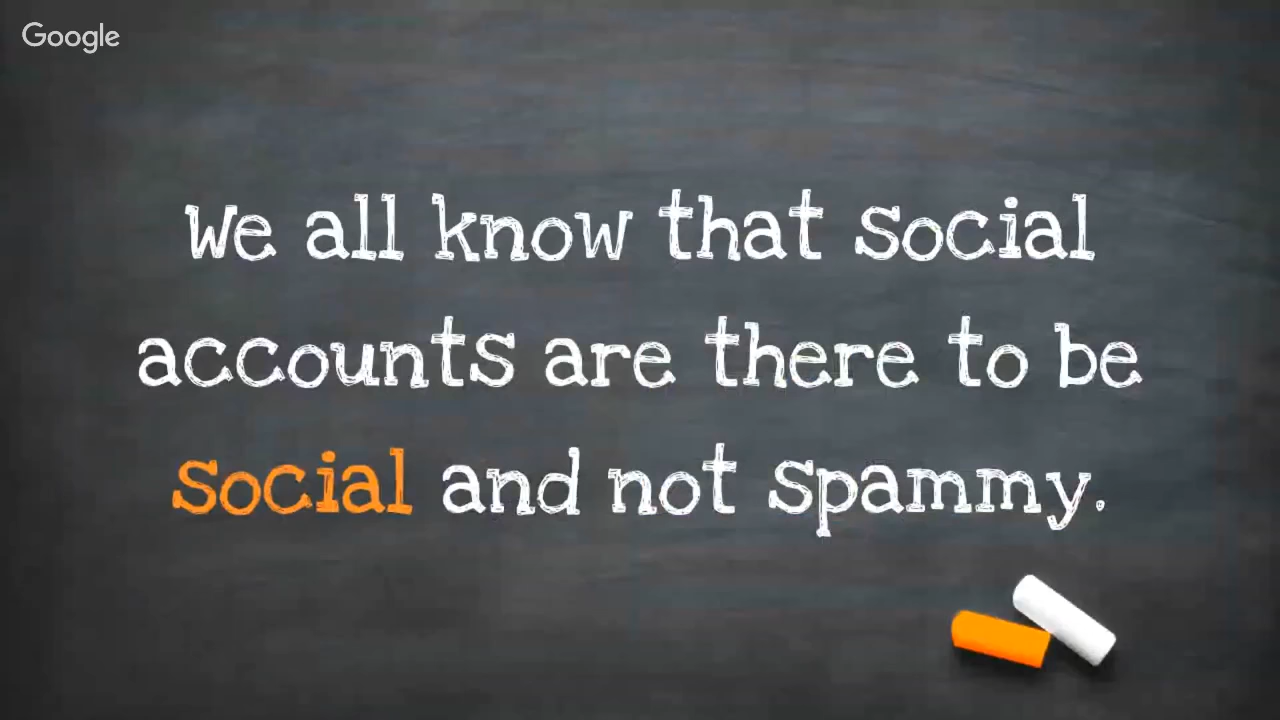 Google
We all know that social
accounts are there to be
social and not spammy.